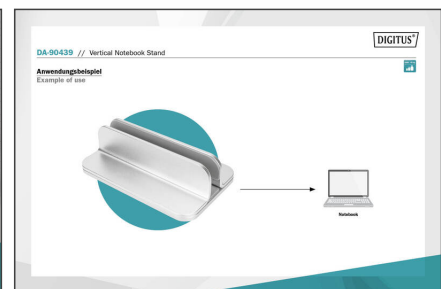 DIGITUS®
DA-90439 // Vertical Notebook Stand
Anwendungsbeispiel
Example of use
Notebook